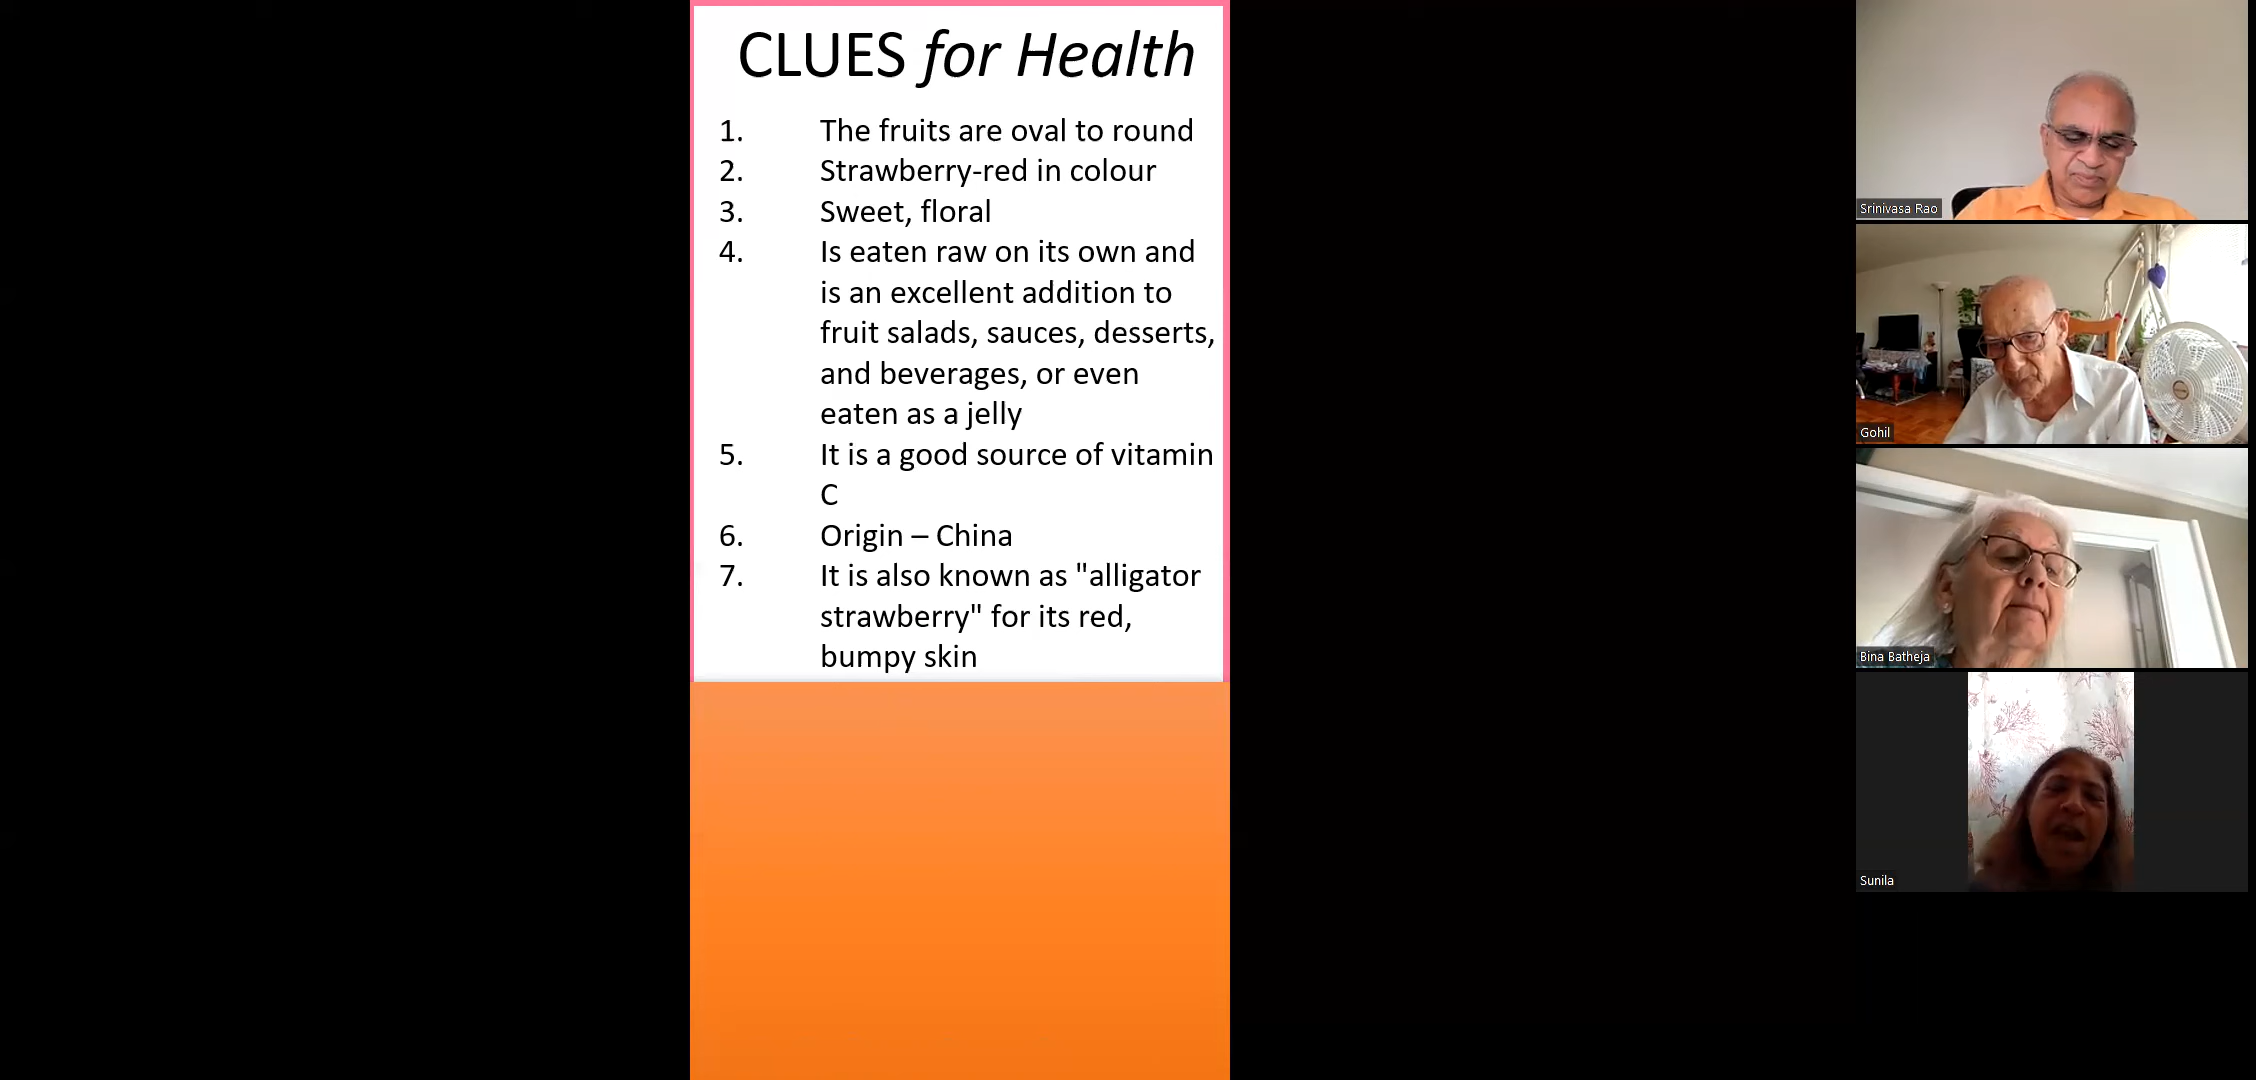 CLUES for Health
1. The fruits are oval to round
2. Strawberry-red in colour
3. Sweet, floral
4. Is eaten raw on its own and
is an excellent addition to
fruit salads, sauces, desserts,
and beverages, or even
eaten as a jelly
5. It is a good source of vitamin
C
6. Origin – China
7. It is also known as "alligator
strawberry" for its red,
bumpy skin
Srinivasa Rao
Gohil
Bina Batheja
Sunila